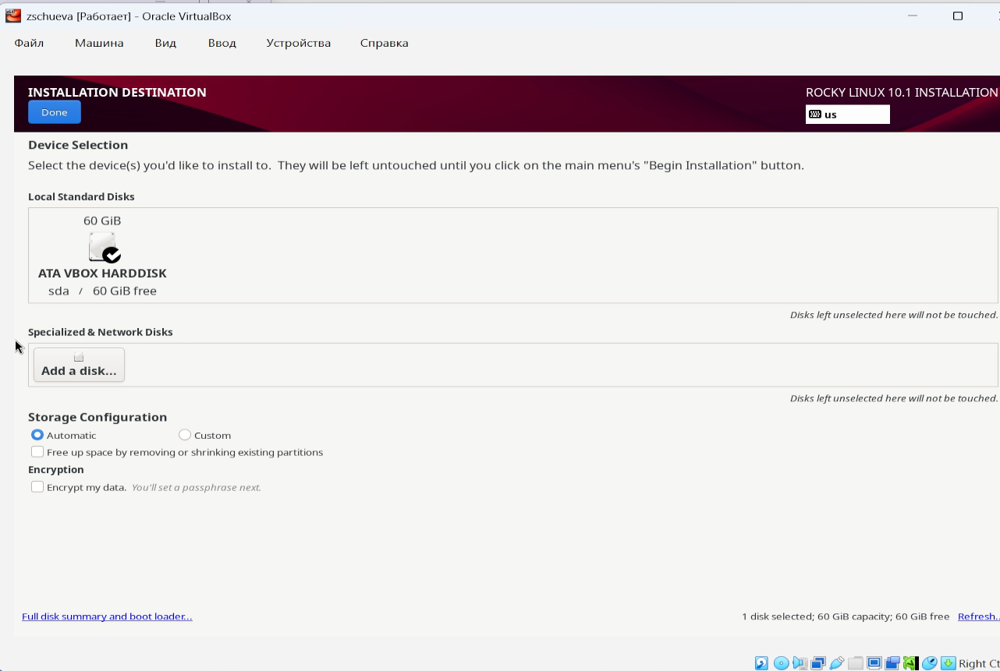 zschueva [Работает] - Oracle VirtualBox
Файл Машина Вид Ввод Устройства Справка
INSTALLATION DESTINATION
ROCKY LINUX 10.1 INSTALLATION
Done
us
Device Selection
Select the device(s) you'd like to install to. They will be left untouched until you click on the main menu's "Begin Installation" button.
Local Standard Disks
60 GiB
ATA VBOX HARDDISK
sda / 60 GiB free
Disks left unselected here will not be touched.
Specialized & Network Disks
Add a disk...
Disks left unselected here will not be touched.
Storage Configuration
Automatic Custom
Free up space by removing or shrinking existing partitions
Encryption
Encrypt my data. You'll set a passphrase next.
Full disk summary and boot loader...
1 disk selected; 60 GiB capacity; 60 GiB free Refresh..
Right Ct